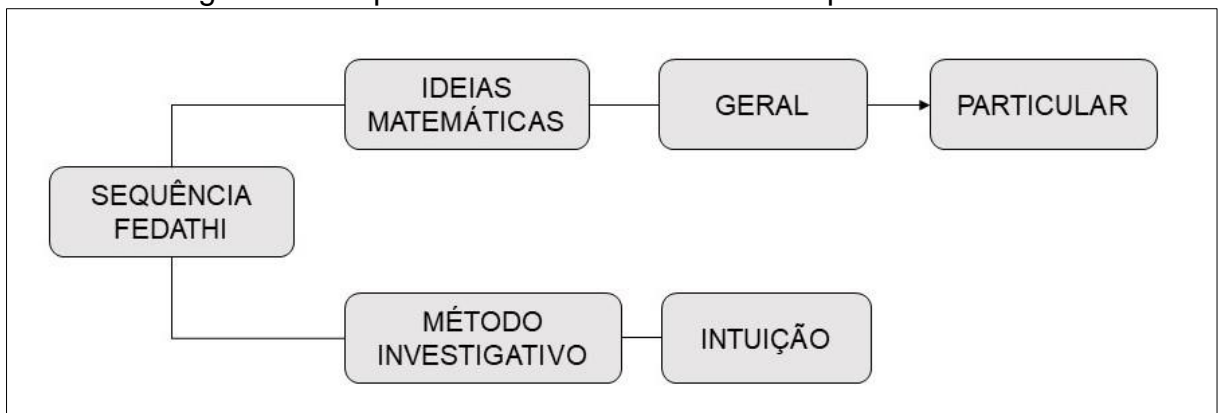 IDEIAS
MATEMÁTICAS
GERAL
PARTICULAR
SEQUÊNCIA
FEDATHI
MÉTODO
INVESTIGATIVO
INTUIÇÃO